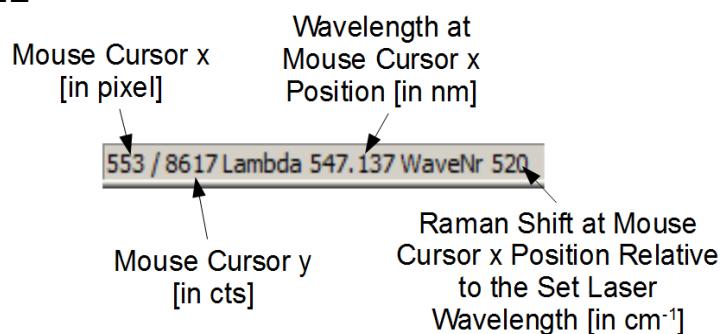 Wavelength at
Mouse Cursor x
Position [in nm]
Mouse Cursor x
[in pixel]
553 / 8617 Lambda 547.137 WaveNr 520
Mouse Cursor y
[in cts]
Raman Shift at Mouse
Cursor x Position Relative
to the Set Laser
Wavelength [in cm⁻¹]